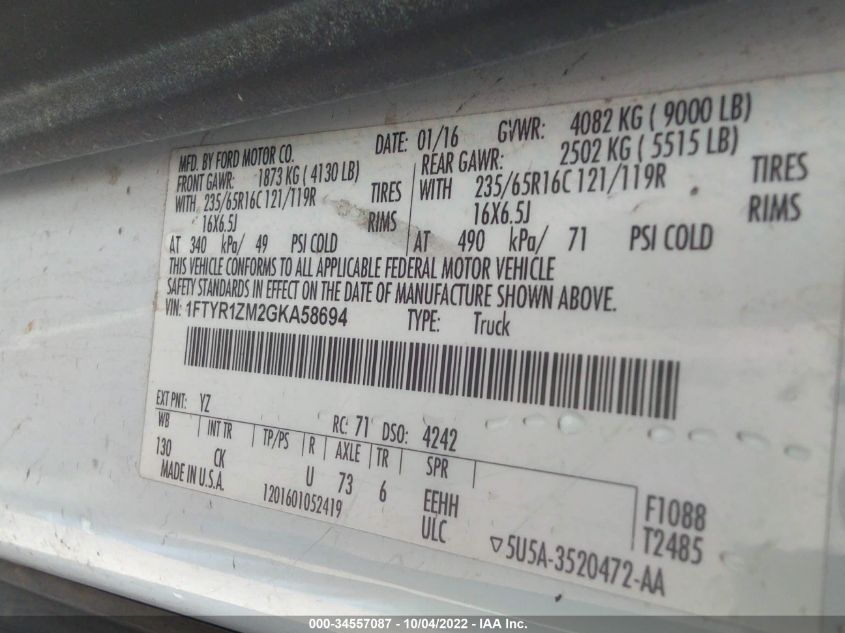 MFD. BY FORD MOTOR CO.
DATE: 01/16 GVWR: 4082 KG ( 9000 LB)
FRONT GAWR: 1873 KG ( 4130 LB)
REAR GAWR: 2502 KG ( 5515 LB)
WITH 235/65R16C 121/119R TIRES
WITH 235/65R16C 121/119R TIRES
16X6.5J RIMS
16X6.5J RIMS
AT 340 kPa/ 49 PSI COLD
AT 490 kPa/ 71 PSI COLD
THIS VEHICLE CONFORMS TO ALL APPLICABLE FEDERAL MOTOR VEHICLE
SAFETY STANDARDS IN EFFECT ON THE DATE OF MANUFACTURE SHOWN ABOVE.
VIN: 1FTYR1ZM2GKA58694 TYPE: Truck
EXT PNT: YZ RC: 71 DSO: 4242
WB INT TR TP/PS R AXLE TR SPR
130 CK U 73 6 EEHH
MADE IN U.S.A. 1201601052419 ULC
F1088
T2485
▽5U5A-3520472-AA
000-34557087 - 10/04/2022 - IAA Inc.